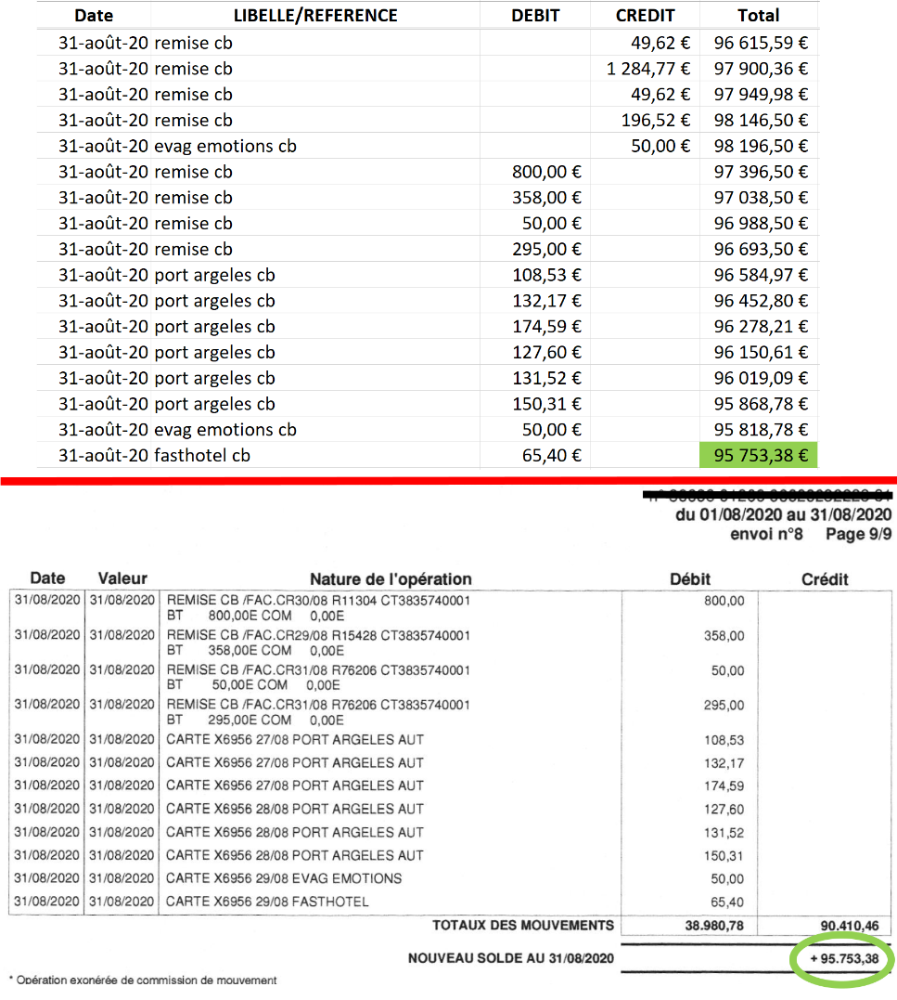 Date LIBELLE/REFERENCE DEBIT CREDIT Total
31-août-20 remise cb 49,62 € 96 615,59 €
31-août-20 remise cb 1 284,77 € 97 900,36 €
31-août-20 remise cb 49,62 € 97 949,98 €
31-août-20 remise cb 196,52 € 98 146,50 €
31-août-20 evag emotions cb 50,00 € 98 196,50 €
31-août-20 remise cb 800,00 € 97 396,50 €
31-août-20 remise cb 358,00 € 97 038,50 €
31-août-20 remise cb 50,00 € 96 988,50 €
31-août-20 remise cb 295,00 € 96 693,50 €
31-août-20 port argeles cb 108,53 € 96 584,97 €
31-août-20 port argeles cb 132,17 € 96 452,80 €
31-août-20 port argeles cb 174,59 € 96 278,21 €
31-août-20 port argeles cb 127,60 € 96 150,61 €
31-août-20 port argeles cb 131,52 € 96 019,09 €
31-août-20 port argeles cb 150,31 € 95 868,78 €
31-août-20 evag emotions cb 50,00 € 95 818,78 €
31-août-20 fasthotel cb 65,40 € 95 753,38 €
du 01/08/2020 au 31/08/2020
envoi n°8 Page 9/9
Date Valeur Nature de l'opération Débit Crédit
31/08/2020 31/08/2020 REMISE CB /FAC.CR30/08 R11304 CT3835740001 800,00
BT 800,00E COM 0,00E
31/08/2020 31/08/2020 REMISE CB /FAC.CR29/08 R15428 CT3835740001 358,00
BT 358,00E COM 0,00E
31/08/2020 31/08/2020 REMISE CB /FAC.CR31/08 R76206 CT3835740001 50,00
BT 50,00E COM 0,00E
31/08/2020 31/08/2020 REMISE CB /FAC.CR31/08 R76206 CT3835740001 295,00
BT 295,00E COM 0,00E
31/08/2020 31/08/2020 CARTE X6956 27/08 PORT ARGELES AUT 108,53
31/08/2020 31/08/2020 CARTE X6956 27/08 PORT ARGELES AUT 132,17
31/08/2020 31/08/2020 CARTE X6956 27/08 PORT ARGELES AUT 174,59
31/08/2020 31/08/2020 CARTE X6956 28/08 PORT ARGELES AUT 127,60
31/08/2020 31/08/2020 CARTE X6956 28/08 PORT ARGELES AUT 131,52
31/08/2020 31/08/2020 CARTE X6956 28/08 PORT ARGELES AUT 150,31
31/08/2020 31/08/2020 CARTE X6956 29/08 EVAG EMOTIONS 50,00
31/08/2020 31/08/2020 CARTE X6956 29/08 FASTHOTEL 65,40
TOTAUX DES MOUVEMENTS 38.980,78 90.410,46
NOUVEAU SOLDE AU 31/08/2020 + 95.753,38
* Opération exonérée de commission de mouvement